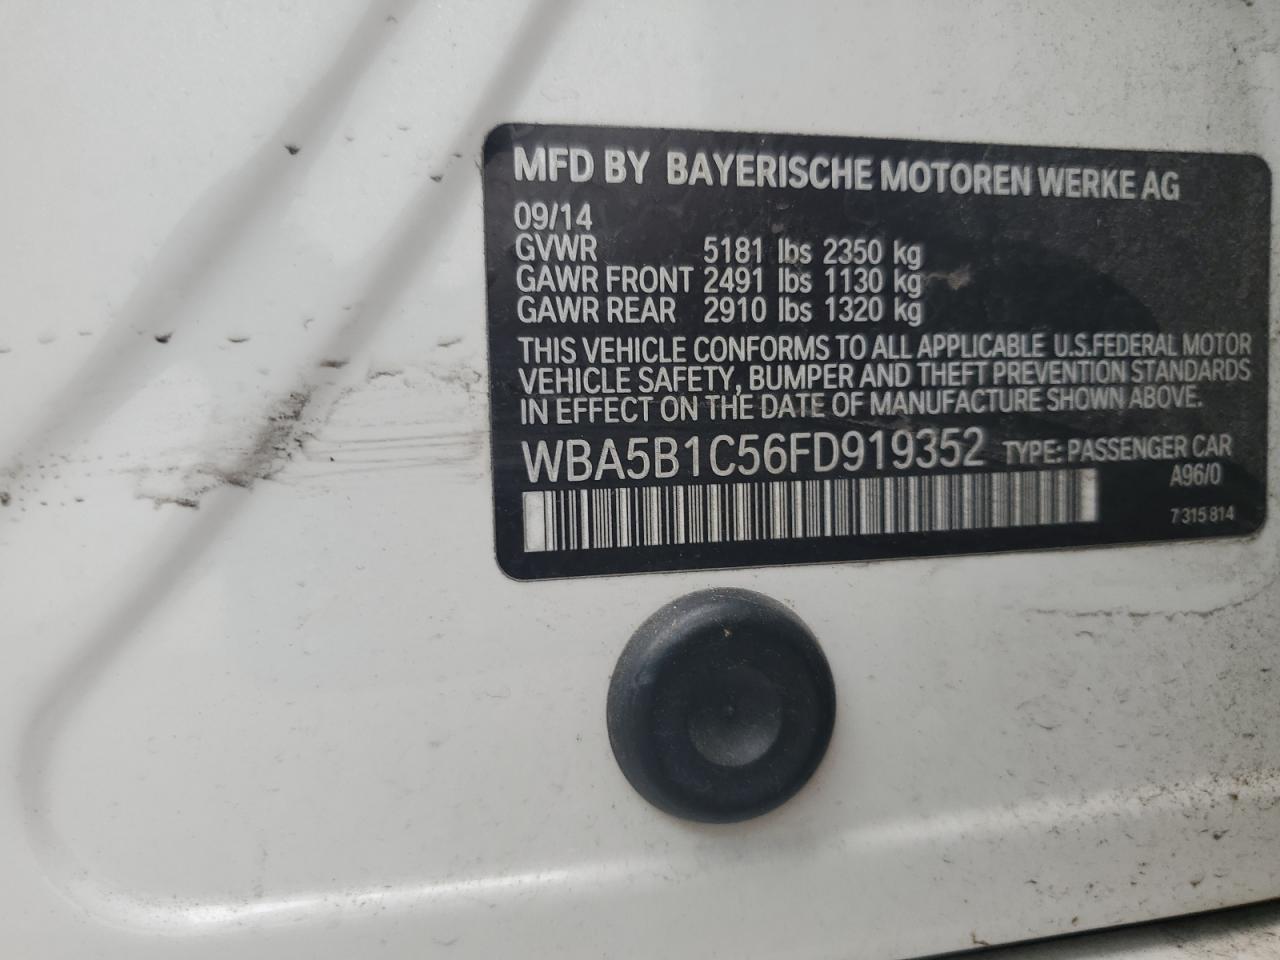 MFD BY BAYERISCHE MOTOREN WERKE AG
09/14
GVWR 5181 lbs 2350 kg
GAWR FRONT 2491 lbs 1130 kg
GAWR REAR 2910 lbs 1320 kg
THIS VEHICLE CONFORMS TO ALL APPLICABLE U.S.FEDERAL MOTOR
VEHICLE SAFETY, BUMPER AND THEFT PREVENTION STANDARDS
IN EFFECT ON THE DATE OF MANUFACTURE SHOWN ABOVE.
WBA5B1C56FD919352 TYPE: PASSENGER CAR
A96/0
7 315 814